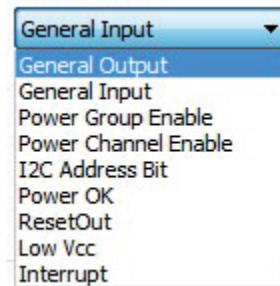 General Input
General Output
General Input
Power Group Enable
Power Channel Enable
I2C Address Bit
Power OK
ResetOut
Low Vcc
Interrupt